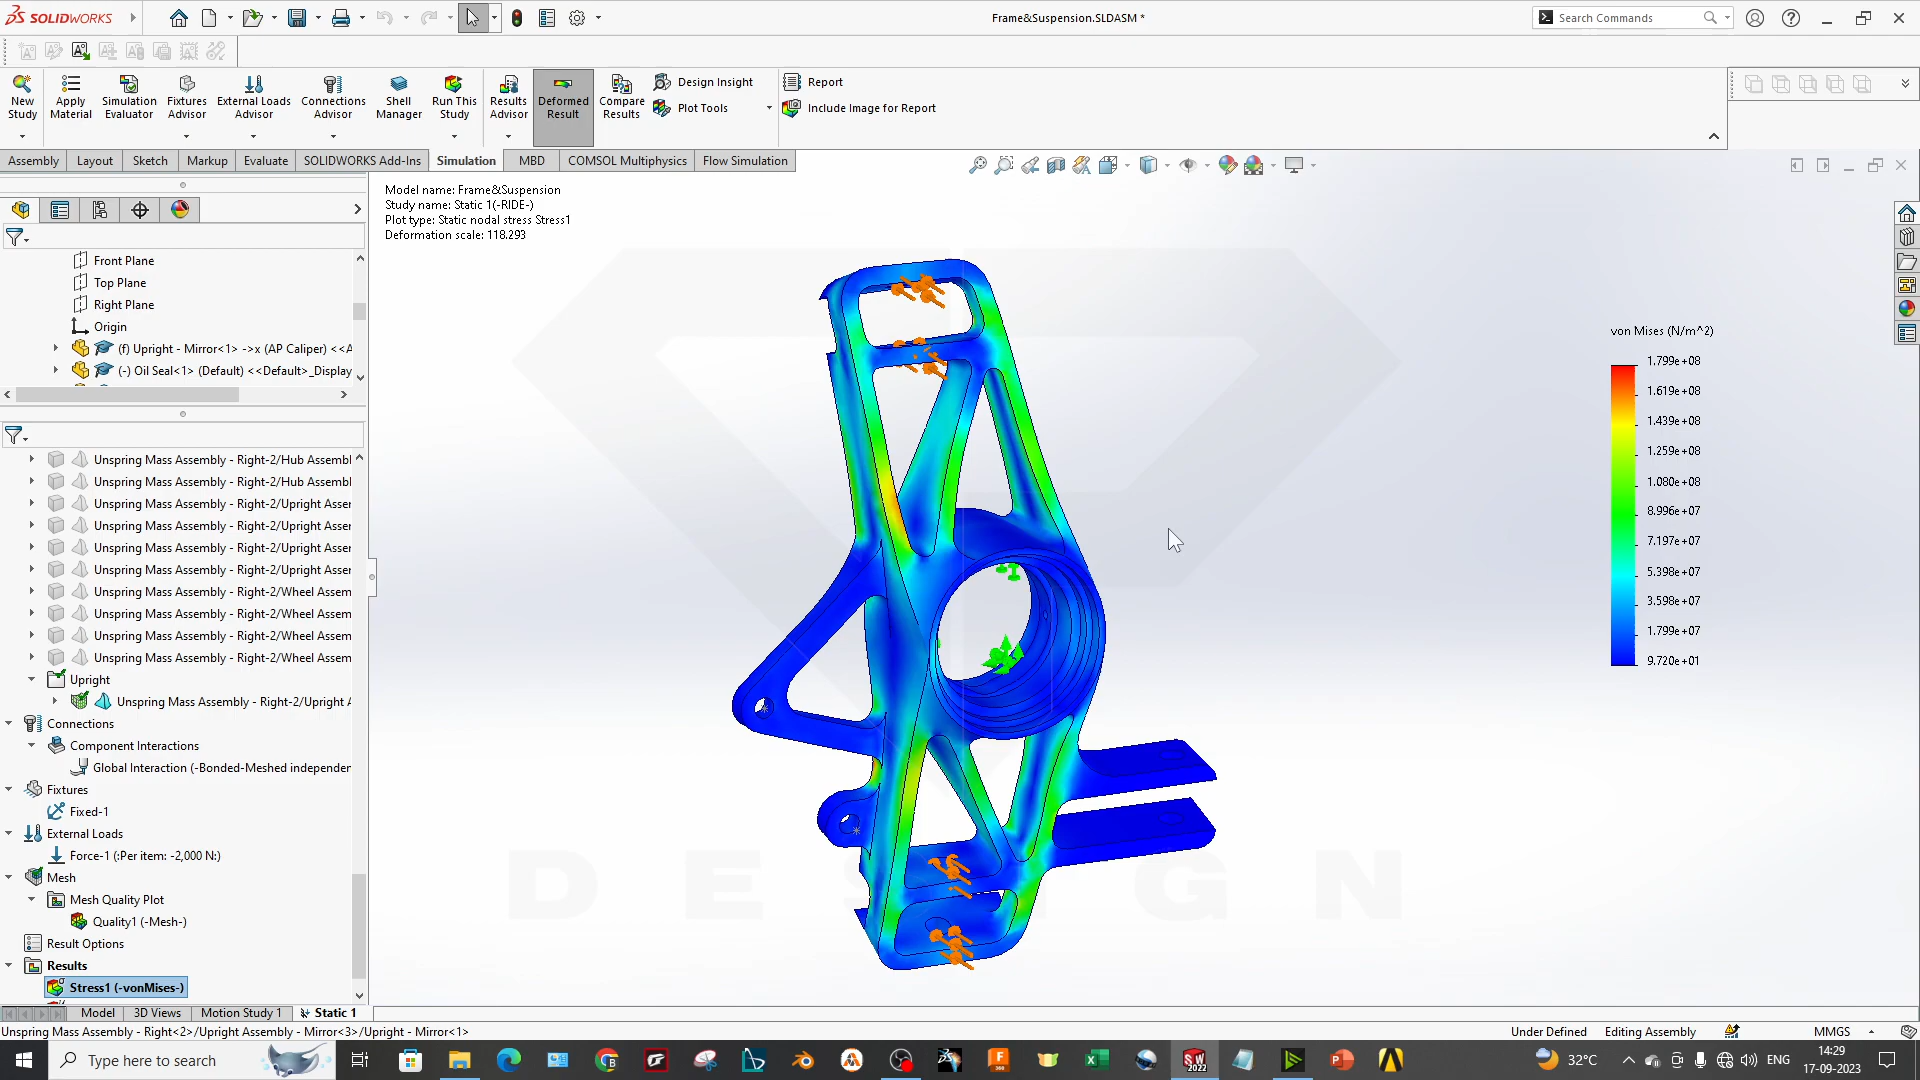 SOLIDWORKS
Frame&Suspension.SLDASM *
Search Commands
New Study
Apply Material
Simulation Evaluator
Fixtures Advisor
External Loads Advisor
Connections Advisor
Shell Manager
Run This Study
Results Advisor
Deformed Result
Compare Results
Design Insight
Plot Tools
Report
Include Image for Report
Assembly
Layout
Sketch
Markup
Evaluate
SOLIDWORKS Add-Ins
Simulation
MBD
COMSOL Multiphysics
Flow Simulation
Front Plane
Top Plane
Right Plane
Origin
(f) Upright - Mirror<1> ->x (AP Caliper) <<A
(-) Oil Seal<1> (Default) <<Default>_Display
Unspring Mass Assembly - Right-2/Hub Assembl
Unspring Mass Assembly - Right-2/Hub Assembl
Unspring Mass Assembly - Right-2/Upright Asser
Unspring Mass Assembly - Right-2/Upright Asser
Unspring Mass Assembly - Right-2/Upright Asser
Unspring Mass Assembly - Right-2/Upright Asser
Unspring Mass Assembly - Right-2/Wheel Assem
Unspring Mass Assembly - Right-2/Wheel Assem
Unspring Mass Assembly - Right-2/Wheel Assem
Unspring Mass Assembly - Right-2/Wheel Assem
Upright
Unspring Mass Assembly - Right-2/Upright A
Connections
Component Interactions
Global Interaction (-Bonded-Meshed independen
Fixtures
Fixed-1
External Loads
Force-1 (:Per item: -2,000 N:)
Mesh
Mesh Quality Plot
Quality1 (-Mesh-)
Result Options
Results
Stress1 (-vonMises-)
Model name: Frame&Suspension
Study name: Static 1(-RIDE-)
Plot type: Static nodal stress Stress1
Deformation scale: 118.293
von Mises (N/m^2)
1.799e+08
1.619e+08
1.439e+08
1.259e+08
1.080e+08
8.996e+07
7.197e+07
5.398e+07
3.598e+07
1.799e+07
9.720e+01
DESIGN
Model
3D Views
Motion Study 1
Static 1
Unspring Mass Assembly - Right<2>/Upright Assembly - Mirror<3>/Upright - Mirror<1>
Under Defined
Editing Assembly
MMGS
Type here to search
SW
2022
32°C
ENG
14:29
17-09-2023